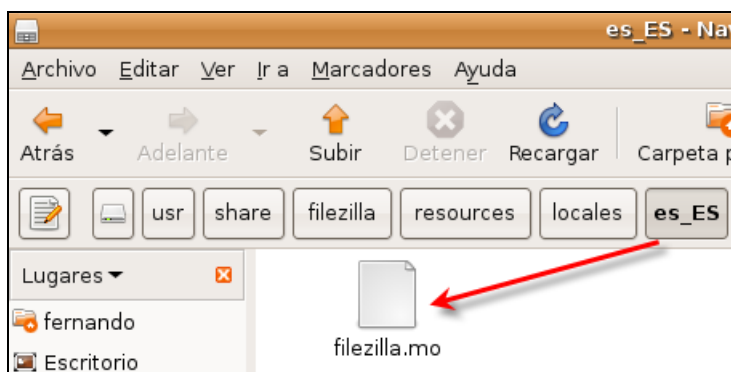 es_ES - Na
Archivo Editar Ver Ir a Marcadores Ayuda
Atrás Adelante Subir Detener Recargar Carpeta p
usr share filezilla resources locales es_ES
Lugares
fernando
filezilla.mo
Escritorio